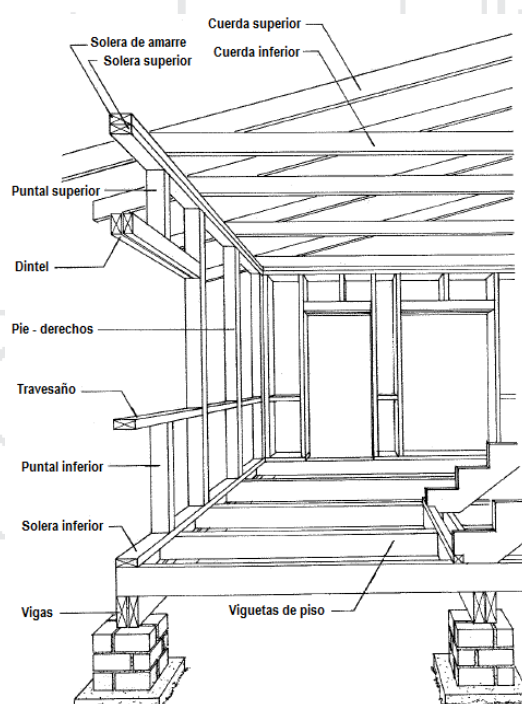 Cuerda superior
Solera de amarre
Cuerda inferior
Solera superior
Puntal superior
Dintel
Pie - derechos
Travesaño
Puntal inferior
Solera inferior
Vigas
Viguetas de piso